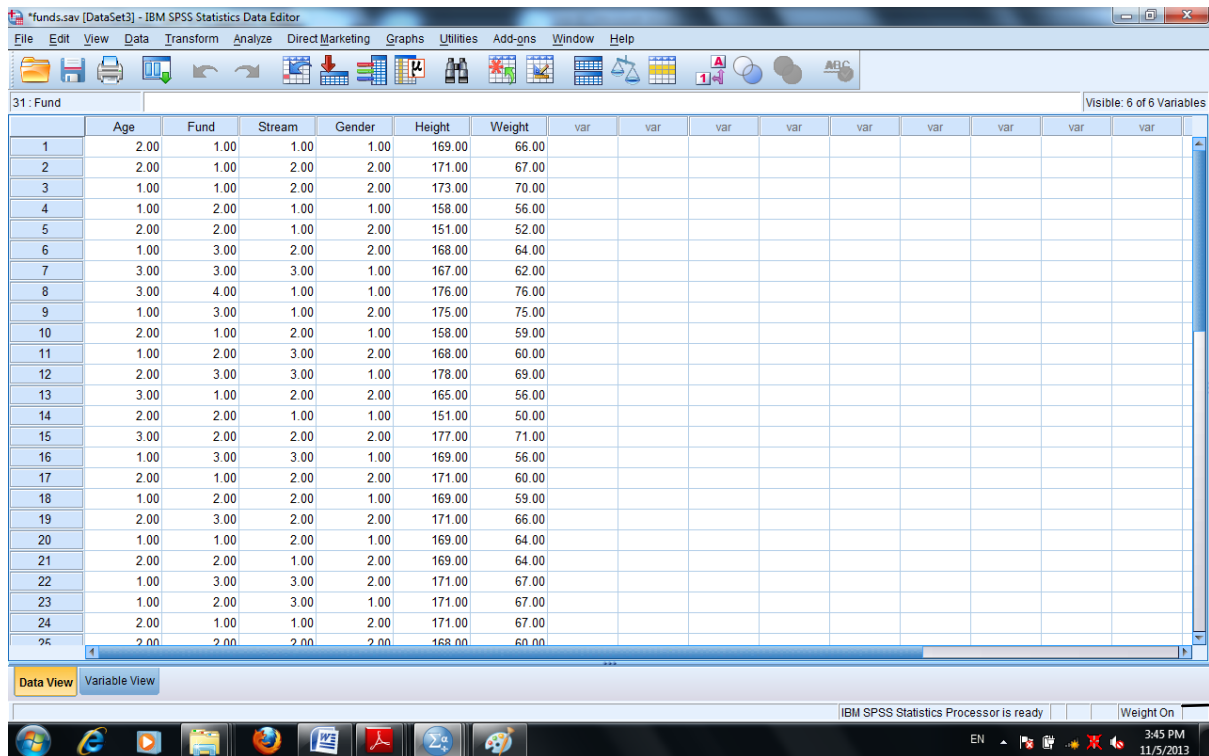 *funds.sav [DataSet3] - IBM SPSS Statistics Data Editor
File Edit View Data Transform Analyze Direct Marketing Graphs Utilities Add-ons Window Help
31 : Fund Visible: 6 of 6 Variables
Age Fund Stream Gender Height Weight var var var var var var var var var
1 2.00 1.00 1.00 1.00 169.00 66.00
2 2.00 1.00 2.00 2.00 171.00 67.00
3 1.00 1.00 2.00 2.00 173.00 70.00
4 1.00 2.00 1.00 1.00 158.00 56.00
5 2.00 2.00 1.00 2.00 151.00 52.00
6 1.00 3.00 2.00 2.00 168.00 64.00
7 3.00 3.00 3.00 1.00 167.00 62.00
8 3.00 4.00 1.00 1.00 176.00 76.00
9 1.00 3.00 1.00 2.00 175.00 75.00
10 2.00 1.00 2.00 1.00 158.00 59.00
11 1.00 2.00 3.00 2.00 168.00 60.00
12 2.00 3.00 3.00 1.00 178.00 69.00
13 3.00 1.00 2.00 2.00 165.00 56.00
14 2.00 2.00 1.00 1.00 151.00 50.00
15 3.00 2.00 2.00 2.00 177.00 71.00
16 1.00 3.00 3.00 1.00 169.00 56.00
17 2.00 1.00 2.00 2.00 171.00 60.00
18 1.00 2.00 2.00 1.00 169.00 59.00
19 2.00 3.00 2.00 2.00 171.00 66.00
20 1.00 1.00 2.00 1.00 169.00 64.00
21 2.00 2.00 1.00 2.00 169.00 64.00
22 1.00 3.00 3.00 2.00 171.00 67.00
23 1.00 2.00 3.00 1.00 171.00 67.00
24 2.00 1.00 1.00 2.00 171.00 67.00
25 2.00 2.00 2.00 2.00 168.00 60.00
Data View Variable View
IBM SPSS Statistics Processor is ready Weight On
EN 3:45 PM
11/5/2013